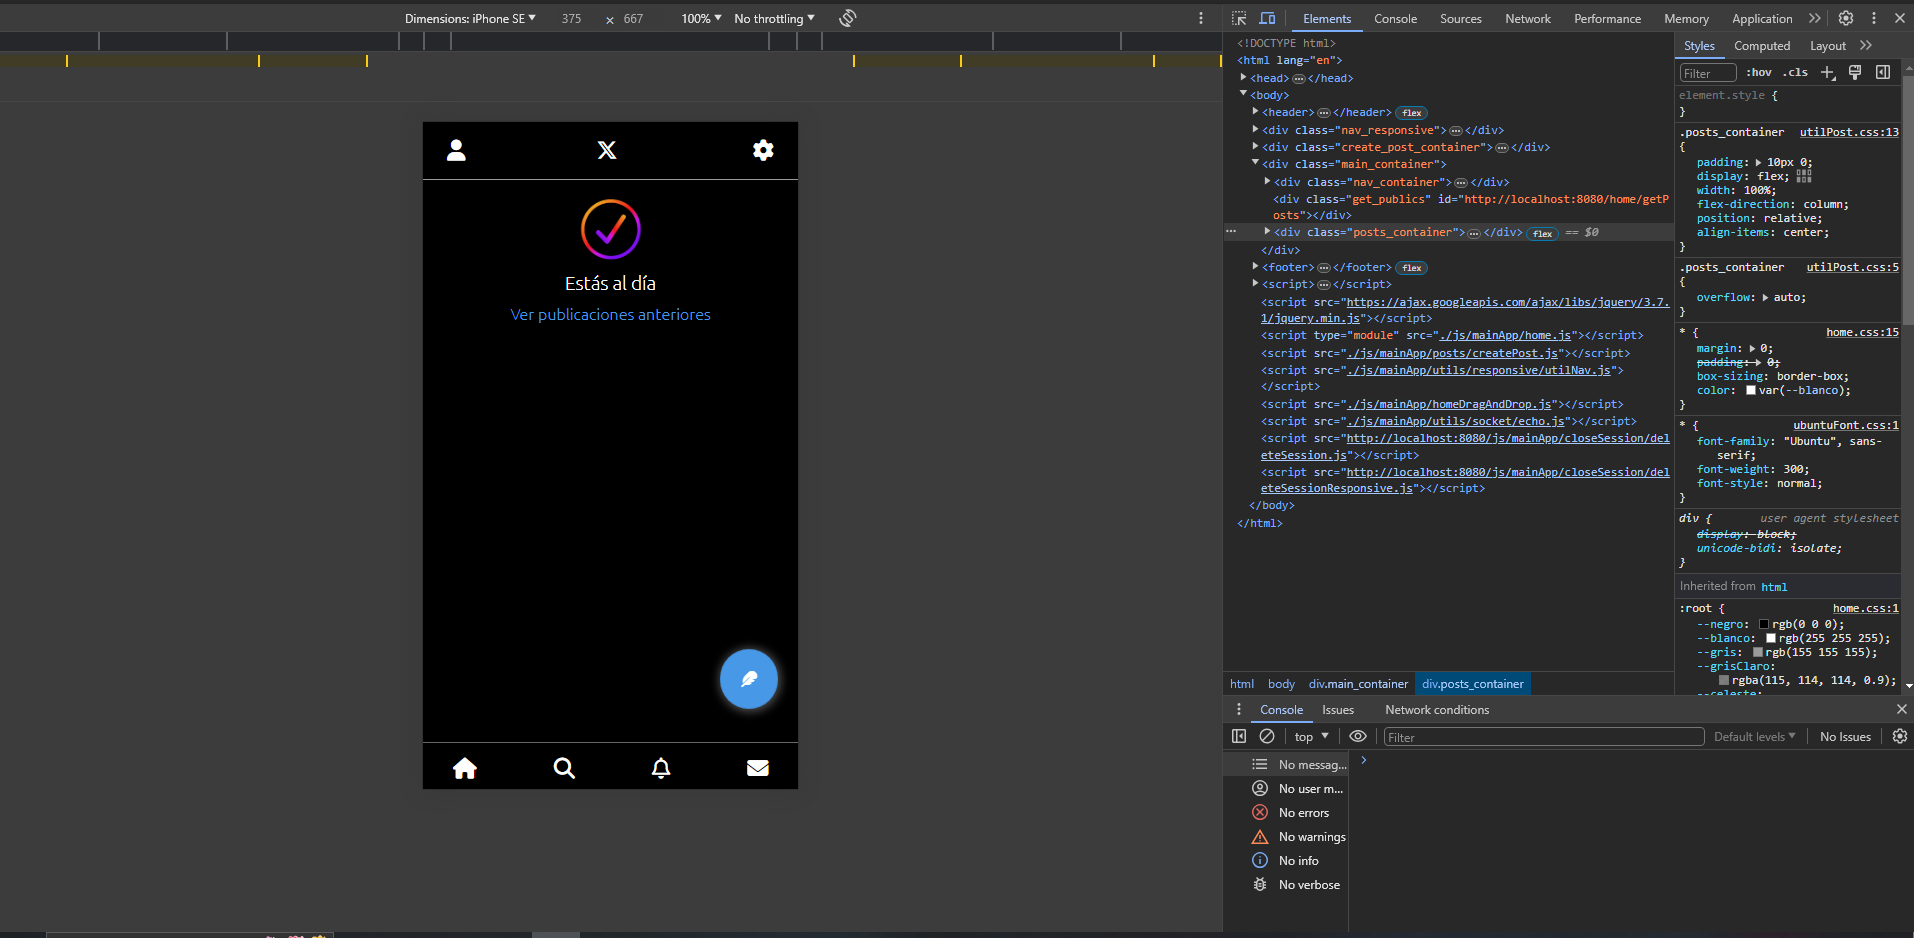 Dimensions: iPhone SE 375 × 667 100% No throttling
Elements Console Sources Network Performance Memory Application
Estás al día
Ver publicaciones anteriores
<!DOCTYPE html>
<html lang="en">
<head> </head>
<body>
<header> </header> flex
<div class="nav_responsive"> </div>
<div class="create_post_container"> </div>
<div class="main_container">
<div class="nav_container"> </div>
<div class="get_publics" id="http://localhost:8080/home/getP
osts"></div>
<div class="posts_container"> </div> flex == $0
</div>
<footer> </footer> flex
<script> </script>
<script src="https://ajax.googleapis.com/ajax/libs/jquery/3.7.
1/jquery.min.js"></script>
<script type="module" src="./js/mainApp/home.js"></script>
<script src="./js/mainApp/posts/createPost.js"></script>
<script src="./js/mainApp/utils/responsive/utilNav.js">
</script>
<script src="./js/mainApp/homeDragAndDrop.js"></script>
<script src="./js/mainApp/utils/socket/echo.js"></script>
<script src="http://localhost:8080/js/mainApp/closeSession/del
eteSession.js"></script>
<script src="http://localhost:8080/js/mainApp/closeSession/del
eteSessionResponsive.js"></script>
</body>
</html>
html body div.main_container div.posts_container
Styles Computed Layout
Filter :hov .cls
element.style {
}
.posts_container utilPost.css:13
{
padding: 10px 0;
display: flex;
width: 100%;
flex-direction: column;
position: relative;
align-items: center;
}
.posts_container utilPost.css:5
{
overflow: auto;
}
* { home.css:15
margin: 0;
padding: 0;
box-sizing: border-box;
color: var(--blanco);
}
* { ubuntuFont.css:1
font-family: "Ubuntu", sans-
serif;
font-weight: 300;
font-style: normal;
}
div { user agent stylesheet
display: block;
unicode-bidi: isolate;
}
Inherited from html
:root { home.css:1
--negro: rgb(0 0 0);
--blanco: rgb(255 255 255);
--gris: rgb(155 155 155);
--grisClaro:
rgba(115, 114, 114, 0.9);
--celeste:
Console Issues Network conditions
top Filter Default levels No Issues
No messag...
No user m...
No errors
No warnings
No info
No verbose